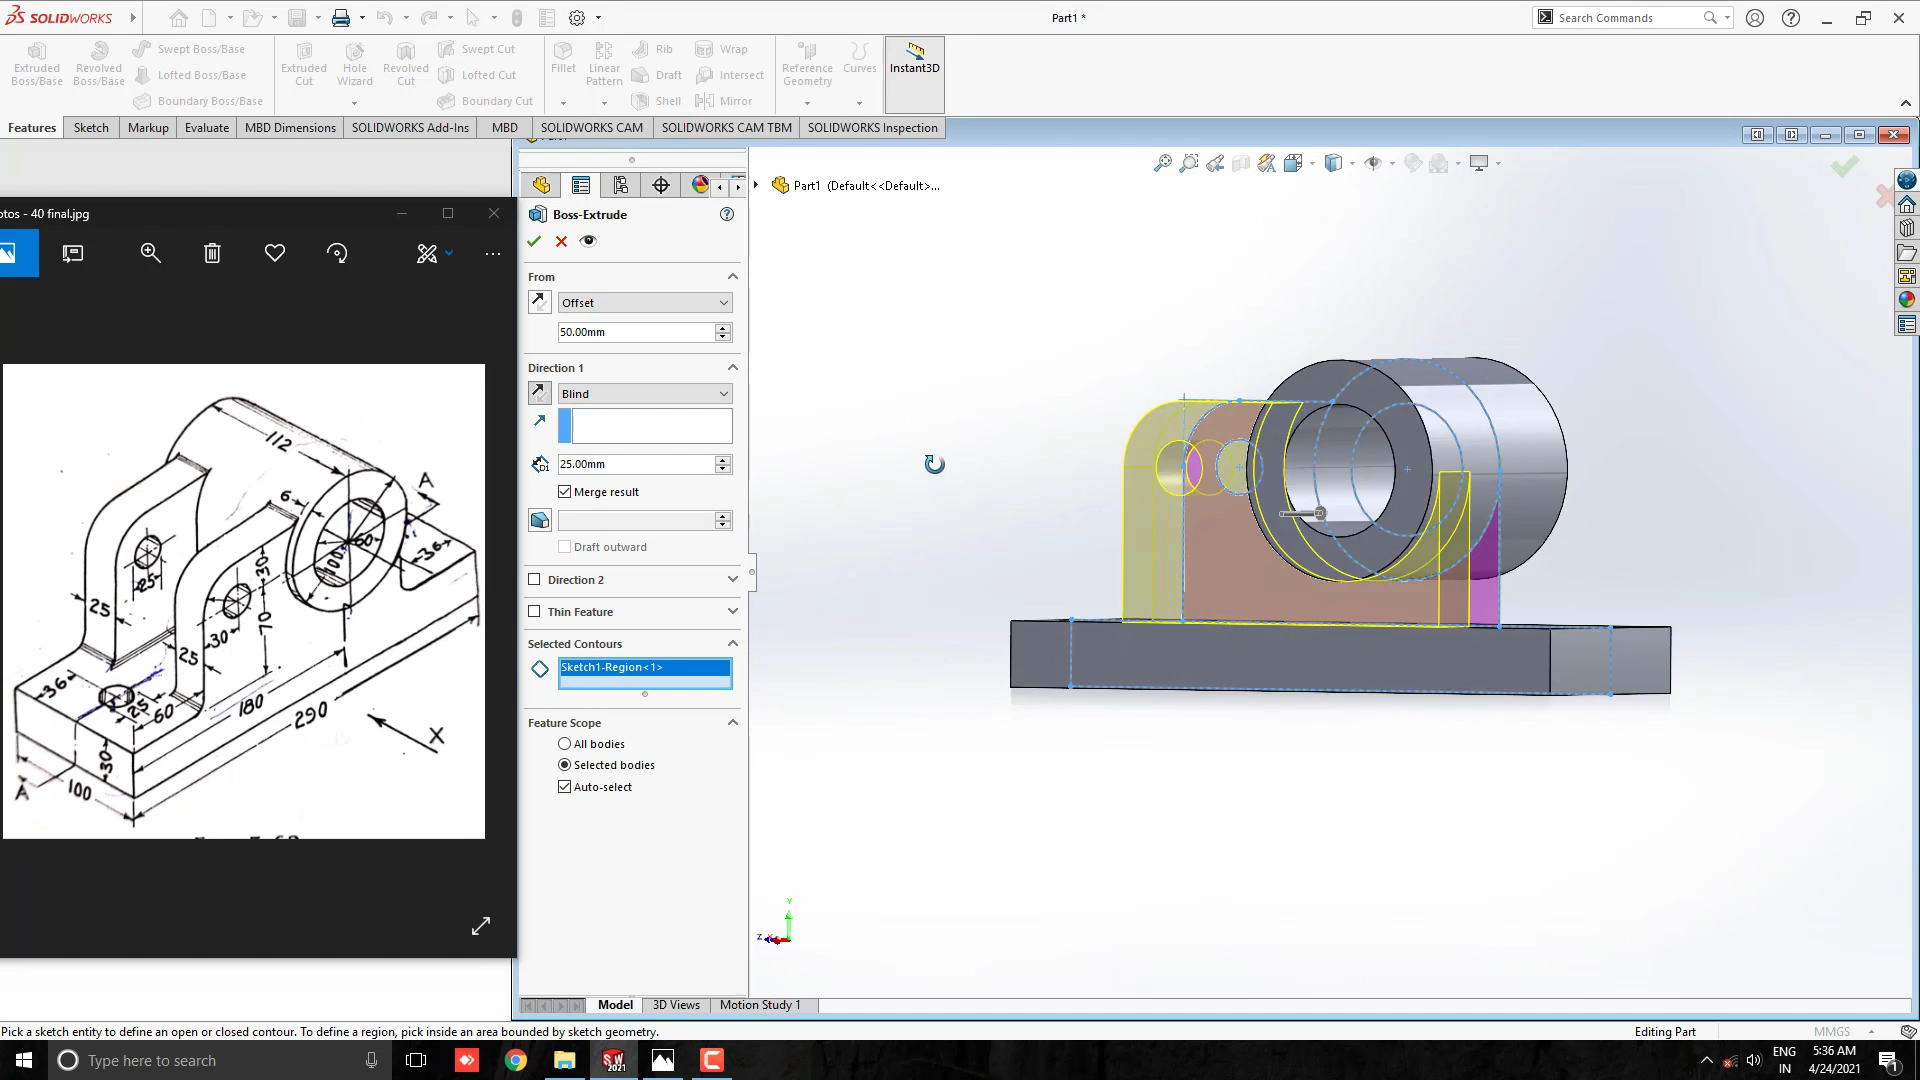 SOLIDWORKS
Part1 *
Search Commands
Extruded Boss/Base
Revolved Boss/Base
Swept Boss/Base
Lofted Boss/Base
Boundary Boss/Base
Extruded Cut
Hole Wizard
Revolved Cut
Swept Cut
Lofted Cut
Boundary Cut
Fillet
Linear Pattern
Rib
Draft
Shell
Wrap
Intersect
Mirror
Reference Geometry
Curves
Instant3D
Features
Sketch
Markup
Evaluate
MBD Dimensions
SOLIDWORKS Add-Ins
MBD
SOLIDWORKS CAM
SOLIDWORKS CAM TBM
SOLIDWORKS Inspection
otos - 40 final.jpg
112
A
6
60
100
36
30
25
70
25
30
25
36
25
60
180
290
X
30
A
100
Boss-Extrude
From
Offset
50.00mm
Direction 1
Blind
25.00mm
Merge result
Draft outward
Direction 2
Thin Feature
Selected Contours
Sketch1-Region<1>
Feature Scope
All bodies
Selected bodies
Auto-select
Part1 (Default<<Default>...
Y
Z
Model
3D Views
Motion Study 1
Pick a sketch entity to define an open or closed contour. To define a region, pick inside an area bounded by sketch geometry.
Editing Part
MMGS
Type here to search
ENG
IN
5:36 AM
4/24/2021